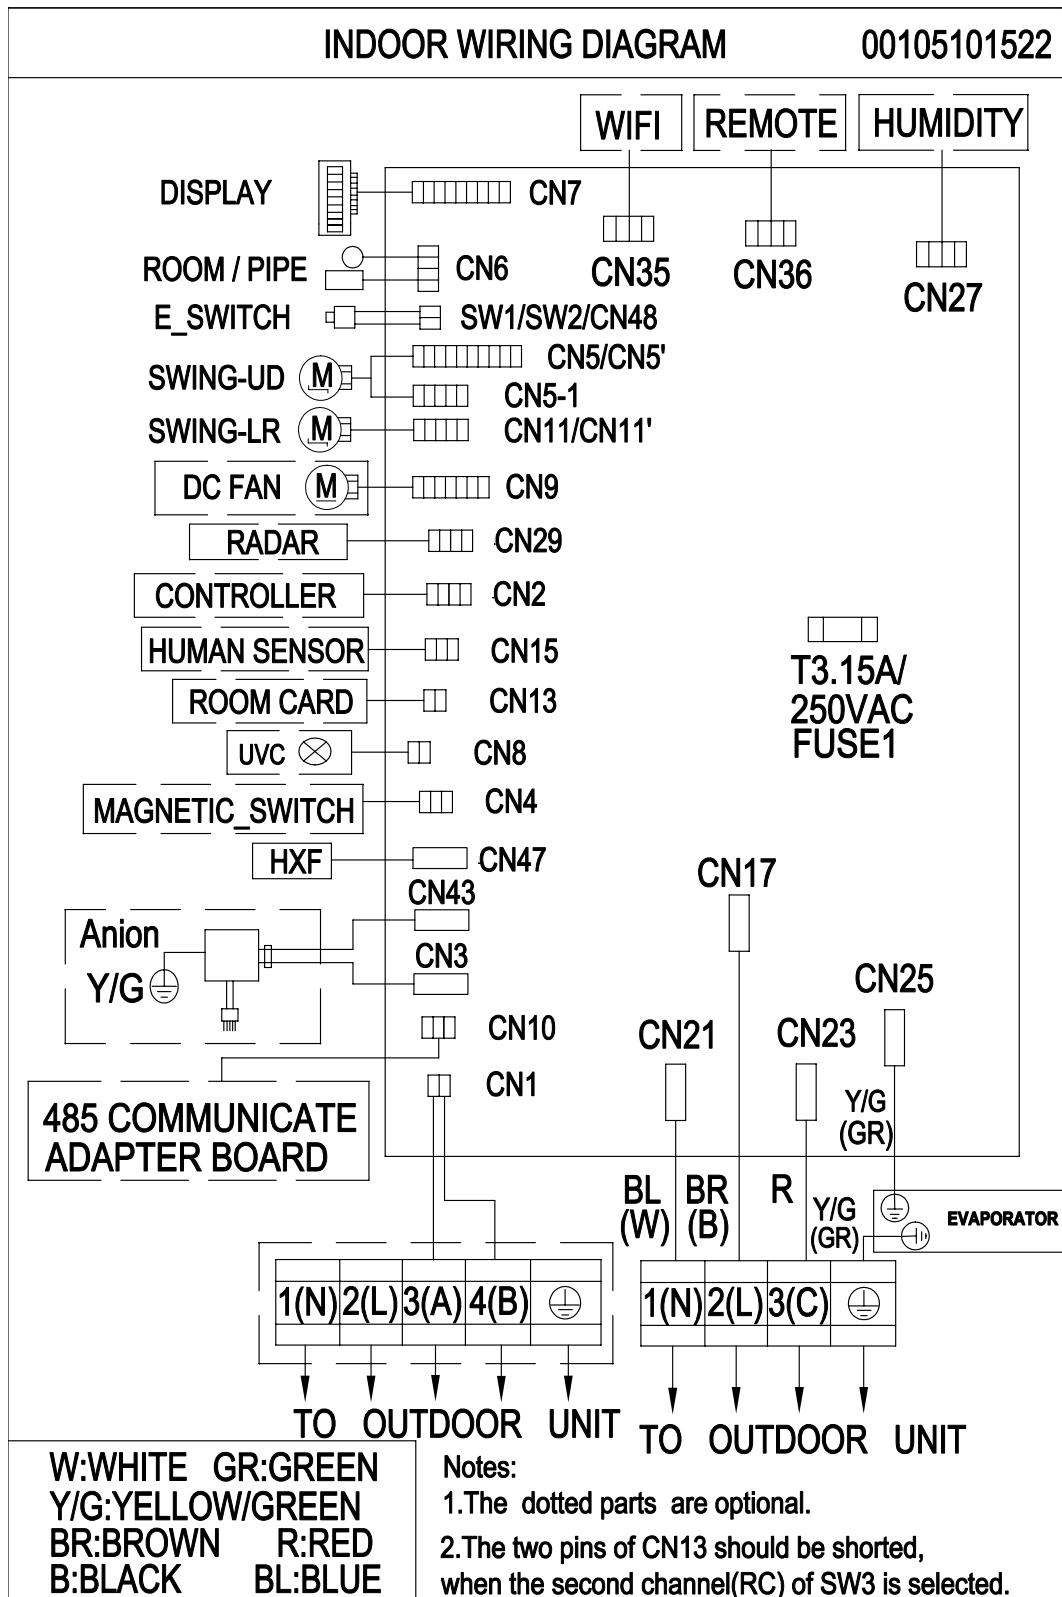 INDOOR WIRING DIAGRAM 00105101522
WIFI REMOTE HUMIDITY
DISPLAY CN7
CN35 CN36 CN27
ROOM / PIPE CN6
E_SWITCH SW1/SW2/CN48
SWING-UD M CN5/CN5'
CN5-1
SWING-LR M CN11/CN11'
DC FAN M CN9
RADAR CN29
CONTROLLER CN2
HUMAN SENSOR CN15
ROOM CARD CN13
T3.15A/
250VAC
FUSE1
UVC CN8
MAGNETIC_SWITCH CN4
HXF CN47
CN43
Anion
Y/G
CN3
CN10
CN1
485 COMMUNICATE
ADAPTER BOARD
CN17
CN25
CN21
CN23
Y/G
(GR)
BL
(W)
BR
(B)
R
Y/G
(GR)
EVAPORATOR
1(N) 2(L) 3(A) 4(B)
TO OUTDOOR UNIT
1(N) 2(L) 3(C)
TO OUTDOOR UNIT
W:WHITE GR:GREEN
Y/G:YELLOW/GREEN
BR:BROWN R:RED
B:BLACK BL:BLUE
Notes:
1.The dotted parts are optional.
2.The two pins of CN13 should be shorted,
when the second channel(RC) of SW3 is selected.